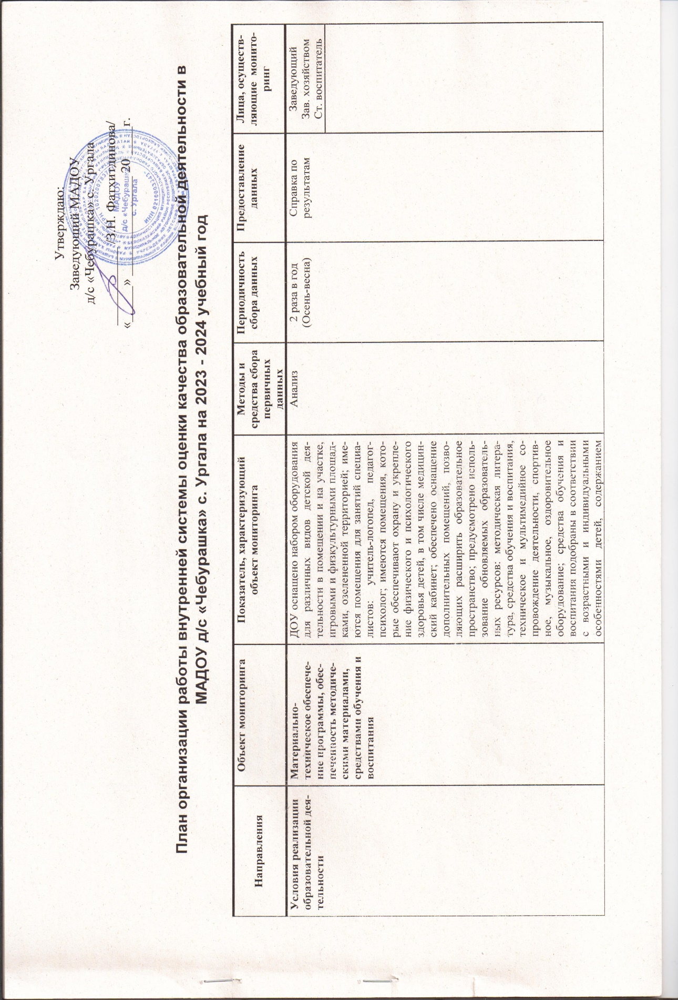 Утверждаю:
Заведующий МАДОУ
д/с «Чебурашка» с. Ургала
/З.Н. Фатхитдинова/
«____» ____________ 20 ____ г.
МАДОУ
д/с «Чебурашка»
с. Ургала
План организации работы внутренней системы оценки качества образовательной деятельности в
МАДОУ д/с «Чебурашка» с. Ургала на 2023 - 2024 учебный год
Направления
Объект мониторинга
Показатель, характеризующий
объект мониторинга
Методы и
средства сбора
первичных
данных
Периодичность
сбора данных
Предоставление
данных
Лица, осуществ-
ляющие монито-
ринг
Условия реализации
образовательной дея-
тельности
Материально-
техническое обеспече-
ние программы, обес-
печенность методиче-
скими материалами,
средствами обучения и
воспитания
ДОУ оснащено набором оборудования
для различных видов детской дея-
тельности в помещении и на участке,
игровыми и физкультурными площад-
ками, озелененной территорией; име-
ются помещения для занятий специа-
листов: учитель-логопед, педагог-
психолог; имеются помещения, кото-
рые обеспечивают охрану и укрепле-
ние физического и психологического
здоровья детей, в том числе медицин-
ский кабинет; обеспечено оснащение
дополнительных помещений, позво-
ляющих расширить образовательное
пространство; предусмотрено исполь-
зование обновляемых образователь-
ных ресурсов: методическая литера-
тура, средства обучения и воспитания,
техническое и мультимедийное со-
провождение деятельности, спортив-
ное, музыкальное, оздоровительное
оборудование; средства обучения и
воспитания подобраны в соответствии
с возрастными и индивидуальными
особенностями детей, содержанием
Анализ
2 раза в год
(Осень-весна)
Справка по
результатам
Заведующий
Зав. хозяйством
Ст. воспитатель